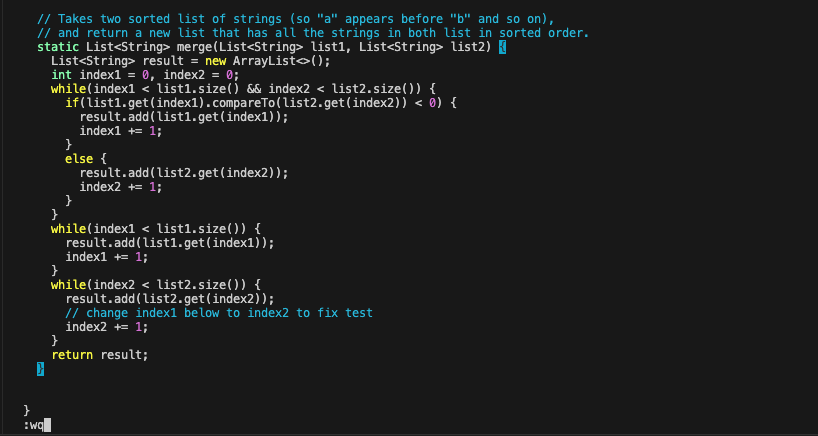 // Takes two sorted list of strings (so "a" appears before "b" and so on),
// and return a new list that has all the strings in both list in sorted order.
static List<String> merge(List<String> list1, List<String> list2) {
List<String> result = new ArrayList<>();
int index1 = 0, index2 = 0;
while(index1 < list1.size() && index2 < list2.size()) {
if(list1.get(index1).compareTo(list2.get(index2)) < 0) {
result.add(list1.get(index1));
index1 += 1;
}
else {
result.add(list2.get(index2));
index2 += 1;
}
}
while(index1 < list1.size()) {
result.add(list1.get(index1));
index1 += 1;
}
while(index2 < list2.size()) {
result.add(list2.get(index2));
// change index1 below to index2 to fix test
index2 += 1;
}
return result;
}
}
:wq